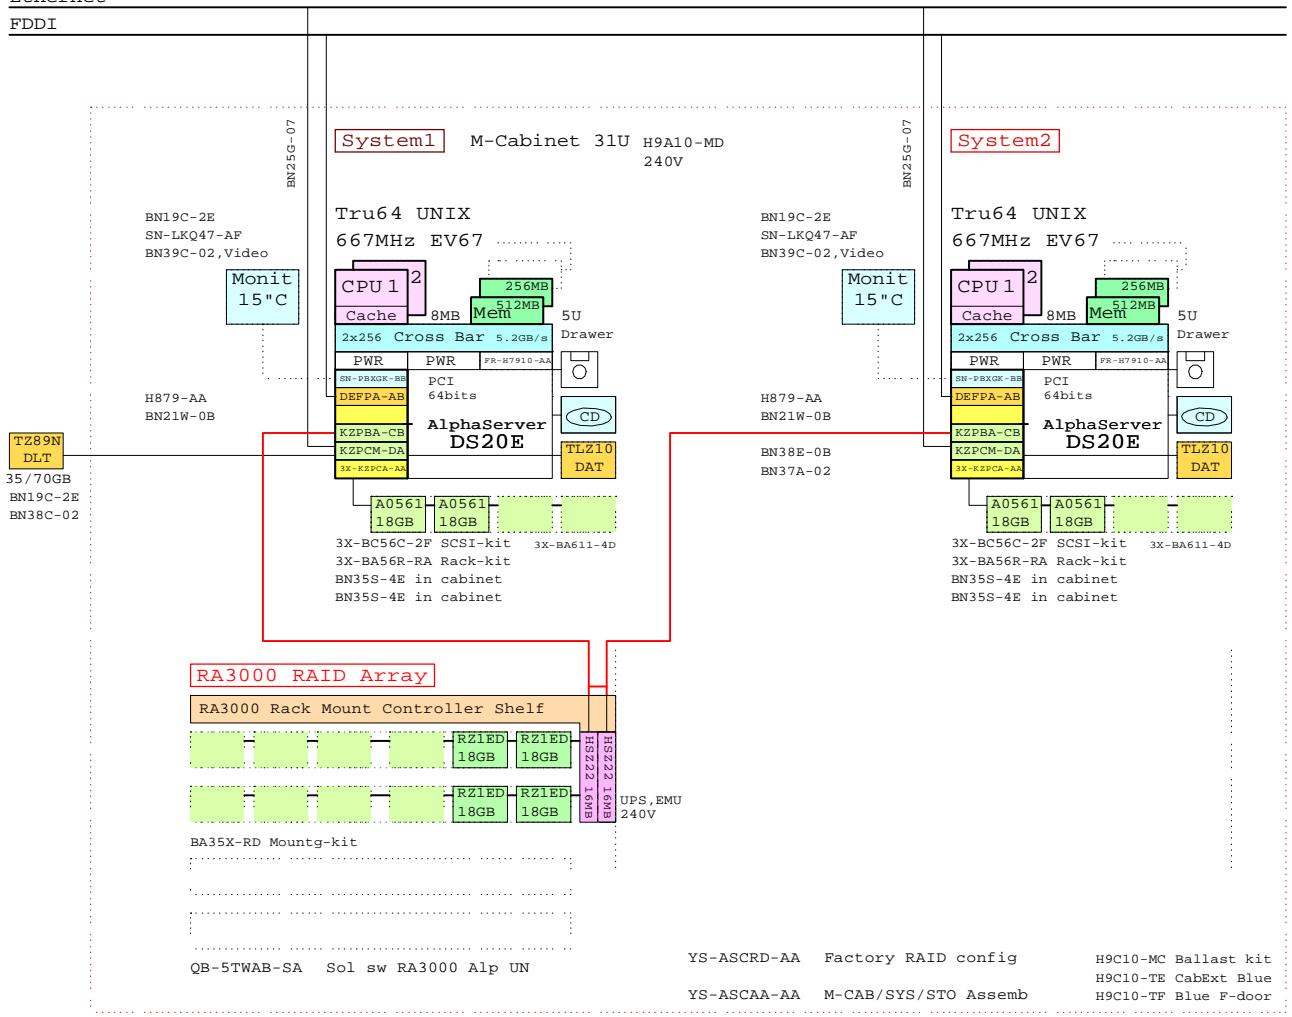 Ethernet
FDDI
BN25G-07
System1
M-Cabinet 31U H9A10-MD
240V
BN25G-07
System2
BN19C-2E
SN-LKQ47-AF
BN39C-02,Video
Tru64 UNIX
667MHz EV67
Monit
15"C
CPU 1
2
Cache
8MB
256MB
512MB
Mem
5U
Drawer
2x256 Cross Bar 5.2GB/s
PWR
PWR
FR-H7910-AA
SN-PBXGK-BB
PCI
64bits
DEFPA-AB
H879-AA
BN21W-0B
AlphaServer
DS20E
CD
KZPBA-CB
KZPCM-DA
3X-KZPCA-AA
TLZ10
DAT
TZ89N
DLT
35/70GB
BN19C-2E
BN38C-02
A0561
18GB
A0561
18GB
3X-BC56C-2F SCSI-kit
3X-BA611-4D
3X-BA56R-RA Rack-kit
BN35S-4E in cabinet
BN35S-4E in cabinet
BN19C-2E
SN-LKQ47-AF
BN39C-02,Video
Tru64 UNIX
667MHz EV67
Monit
15"C
CPU 1
2
Cache
8MB
256MB
512MB
Mem
5U
Drawer
2x256 Cross Bar 5.2GB/s
PWR
PWR
FR-H7910-AA
SN-PBXGK-BB
PCI
64bits
DEFPA-AB
H879-AA
BN21W-0B
AlphaServer
DS20E
CD
KZPBA-CB
BN38E-0B
BN37A-02
KZPCM-DA
3X-KZPCA-AA
TLZ10
DAT
A0561
18GB
A0561
18GB
3X-BC56C-2F SCSI-kit
3X-BA611-4D
3X-BA56R-RA Rack-kit
BN35S-4E in cabinet
BN35S-4E in cabinet
RA3000 RAID Array
RA3000 Rack Mount Controller Shelf
RZ1ED
18GB
RZ1ED
18GB
HSZ22 16MB
HSZ22 16MB
RZ1ED
18GB
RZ1ED
18GB
UPS,EMU
240V
BA35X-RD Mountg-kit
QB-5TWAB-SA Sol sw RA3000 Alp UN
YS-ASCRD-AA Factory RAID config
YS-ASCAA-AA M-CAB/SYS/STO Assemb
H9C10-MC Ballast kit
H9C10-TE CabExt Blue
H9C10-TF Blue F-door